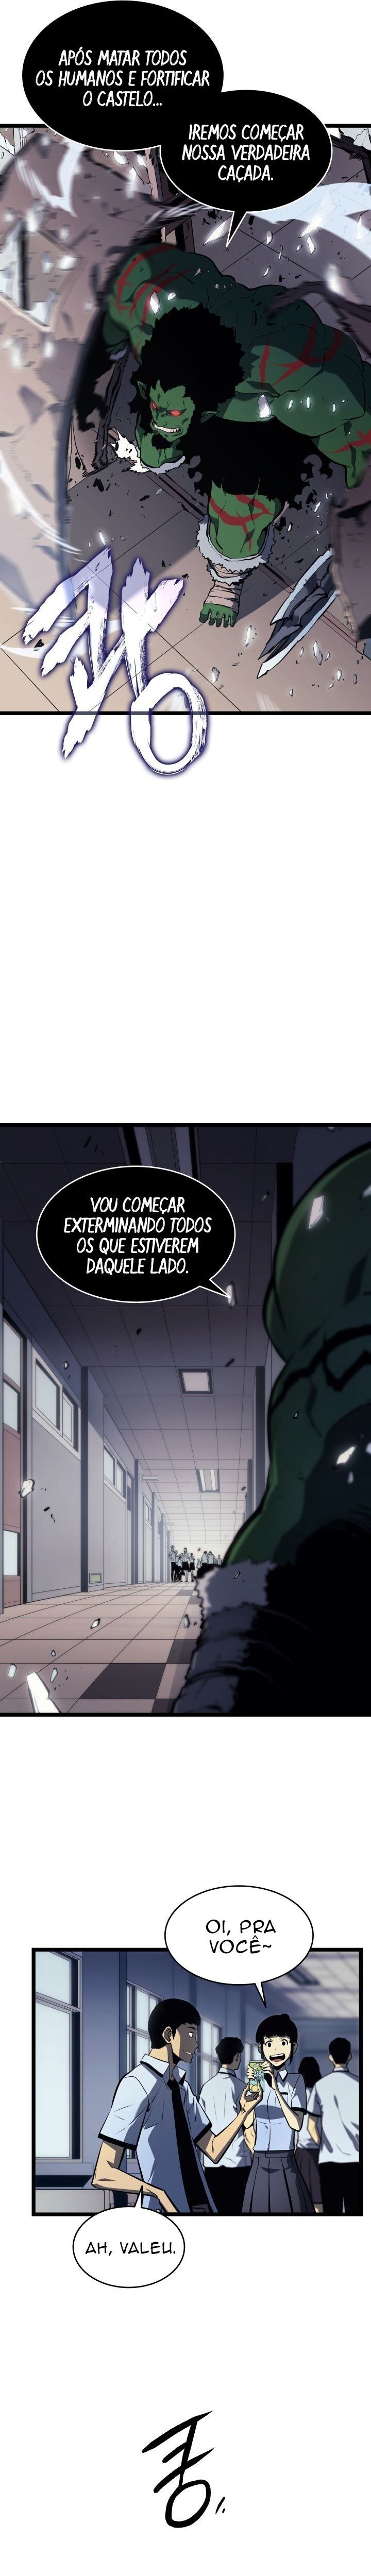 APÓS MATAR TODOS
OS HUMANOS E FORTIFICAR
O CASTELO...
IREMOS COMEÇAR
NOSSA VERDADEIRA
CAÇADA.
VOU COMEÇAR
EXTERMINANDO TODOS
OS QUE ESTIVEREM
DAQUELE LADO.
OI, PRA
VOCÊ~
AH, VALEU.